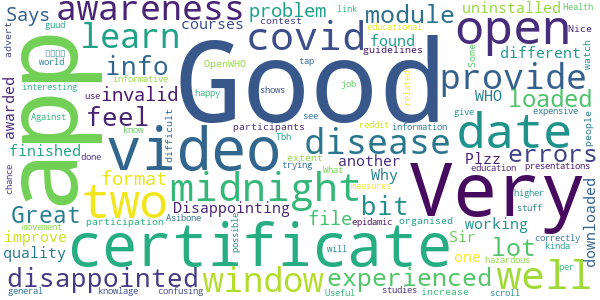 awareness
Says
courses
problem
module
link
uninstalled
Health
guud
advert
contest
open
Nice
learn
covid
found
guidelines
different
Some
watch
world
info
OpenWHO
tap
educational
provide
interesting
informative
Good
job
related
WHO
loaded
Against
use
invalid
happy
shows
see
app
awarded
feel
know
difficult
video
participants
reddit
information
give
expensive
people
date
done
Tbh
disease
Plzz
errors
finished
extent
another
Why
education
presentations
chance
format
trying
What
midnight
bit
measures
higher
stuff
two
Great
Disappointing
file
epidamic
organised
working
Very
downloaded
movement
participation
Asibone
possible
Sir
correctly
improve
certificate
one
kinda
lot
quality
will
hazardous
disappointed
window
experienced
well
general
knowlage
confusing
Useful
studies
increase
scroll
per